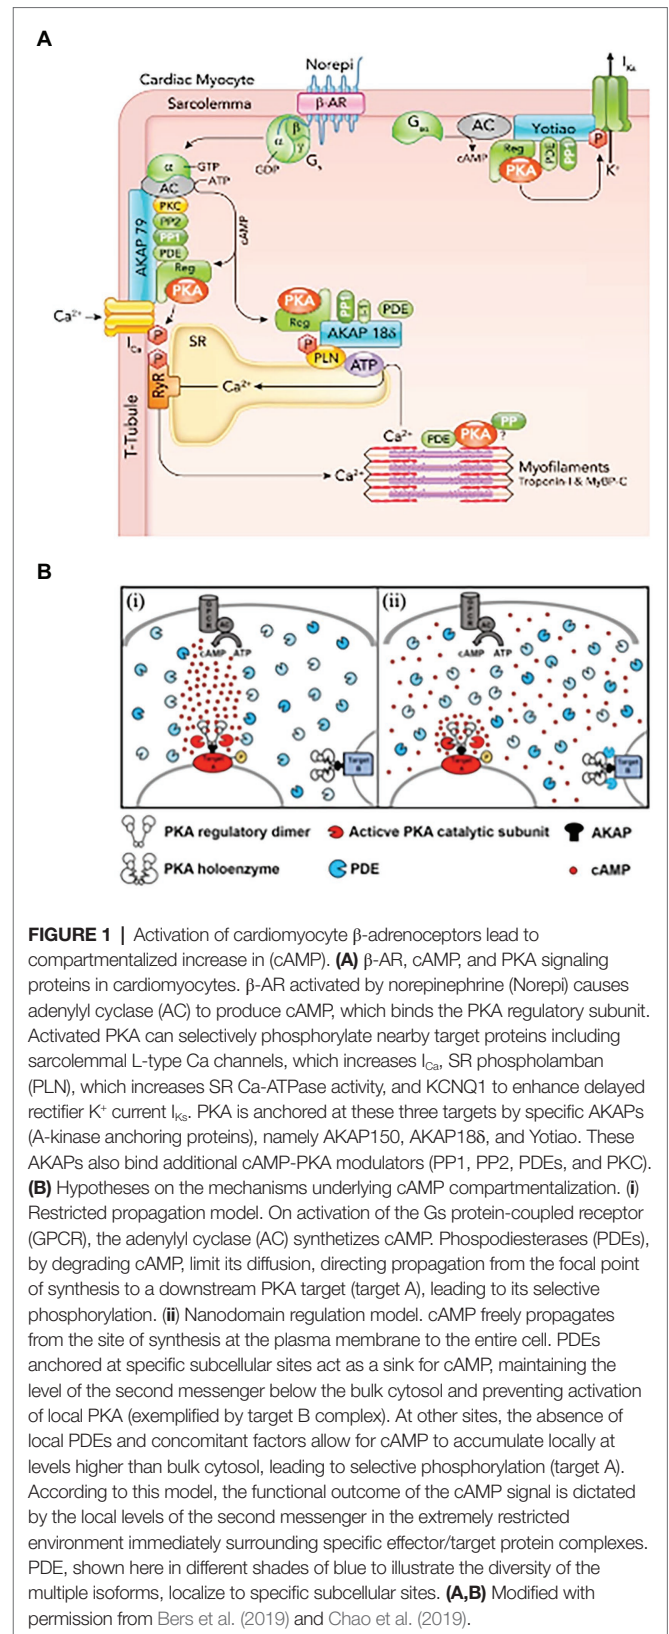 A
Norepi
I Ks
Cardiac Myocyte
Sarcolemma
β-AR
α
β
γ
GDP
Gs
Gαs
AC
Yotiao
cAMP
Reg
PDE
PP1
P
PKA
K+
α
GTP
AC
ATP
PKC
PP2
PP1
PDE
AKAP 79
Reg
PKA
cAMP
Ca2+
ICa
P
P
SR
RyR
T-Tubule
PKA
Reg
PP1
I-1
PDE
AKAP 18δ
P
PLN
ATP
Ca2+
Ca2+
PDE
PKA
PP
?
Ca2+
Myofilaments
Troponin-I & MyBP-C
B
(i)
(ii)
AC
cAMP
ATP
Target
A
P
Target
B
AC
cAMP
ATP
Target
A
P
Target
B
PKA regulatory dimer
Acticve PKA catalytic subunit
AKAP
PKA holoenzyme
PDE
cAMP
FIGURE 1 | Activation of cardiomyocyte β-adrenoceptors lead to
compartmentalized increase in (cAMP). (A) β-AR, cAMP, and PKA signaling
proteins in cardiomyocytes. β-AR activated by norepinephrine (Norepi) causes
adenylyl cyclase (AC) to produce cAMP, which binds the PKA regulatory subunit.
Activated PKA can selectively phosphorylate nearby target proteins including
sarcolemmal L-type Ca channels, which increases ICa, SR phospholamban
(PLN), which increases SR Ca-ATPase activity, and KCNQ1 to enhance delayed
rectifier K+ current IKs. PKA is anchored at these three targets by specific AKAPs
(A-kinase anchoring proteins), namely AKAP150, AKAP18δ, and Yotiao. These
AKAPs also bind additional cAMP-PKA modulators (PP1, PP2, PDEs, and PKC).
(B) Hypotheses on the mechanisms underlying cAMP compartmentalization. (i)
Restricted propagation model. On activation of the Gs protein-coupled receptor
(GPCR), the adenylyl cyclase (AC) synthetizes cAMP. Phospodiesterases (PDEs),
by degrading cAMP, limit its diffusion, directing propagation from the focal point
of synthesis to a downstream PKA target (target A), leading to its selective
phosphorylation. (ii) Nanodomain regulation model. cAMP freely propagates
from the site of synthesis at the plasma membrane to the entire cell. PDEs
anchored at specific subcellular sites act as a sink for cAMP, maintaining the
level of the second messenger below the bulk cytosol and preventing activation
of local PKA (exemplified by target B complex). At other sites, the absence of
local PDEs and concomitant factors allow for cAMP to accumulate locally at
levels higher than bulk cytosol, leading to selective phosphorylation (target A).
According to this model, the functional outcome of the cAMP signal is dictated
by the local levels of the second messenger in the extremely restricted
environment immediately surrounding specific effector/target protein complexes.
PDE, shown here in different shades of blue to illustrate the diversity of the
multiple isoforms, localize to specific subcellular sites. (A,B) Modified with
permission from Bers et al. (2019) and Chao et al. (2019).